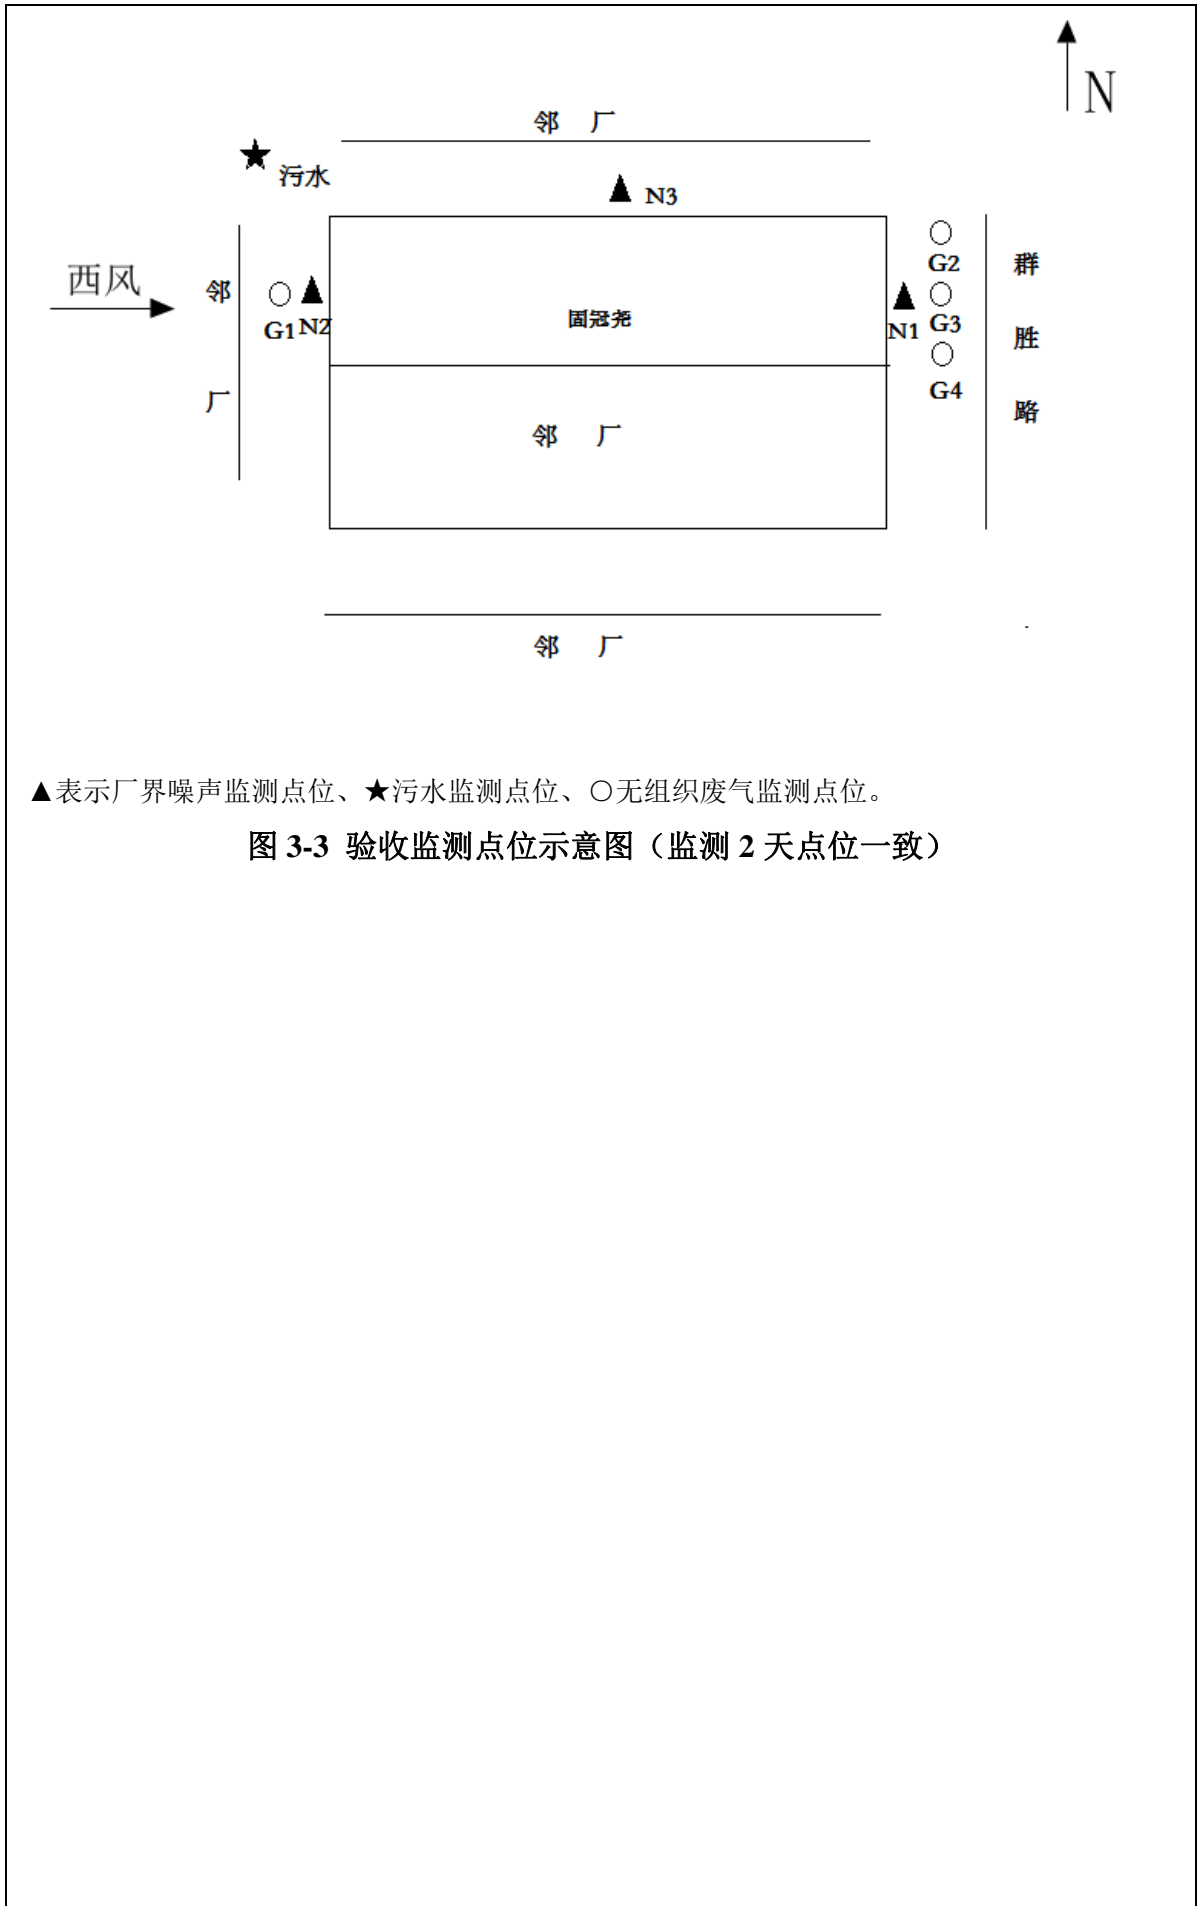 N
邻 厂
污水
N3
西风
邻
厂
G1
N2
固冠尧
N1
G2
G3
G4
群
胜
路
邻 厂
邻 厂
▲表示厂界噪声监测点位、★污水监测点位、○无组织废气监测点位。
图 3-3 验收监测点位示意图（监测 2 天点位一致）